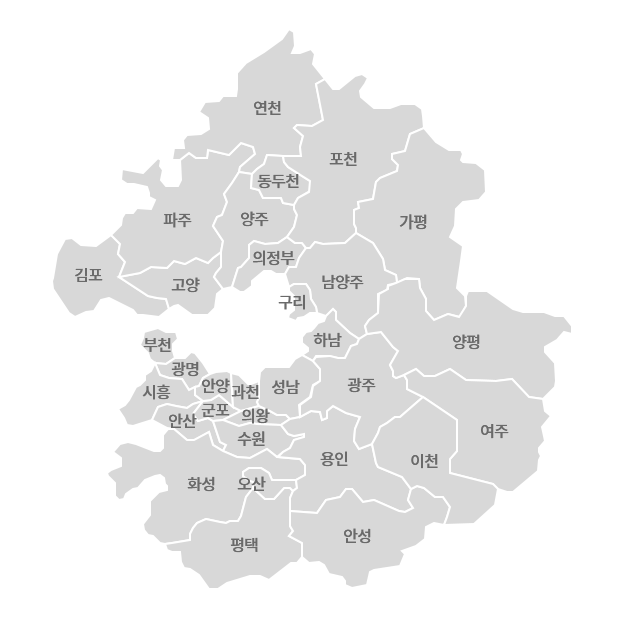 연천
포천
동두천
파주
양주
가평
의정부
김포
고양
남양주
구리
하남
양평
부천
광명
안양
과천
성남
광주
시흥
군포
의왕
안산
수원
여주
용인
이천
화성
오산
안성
평택